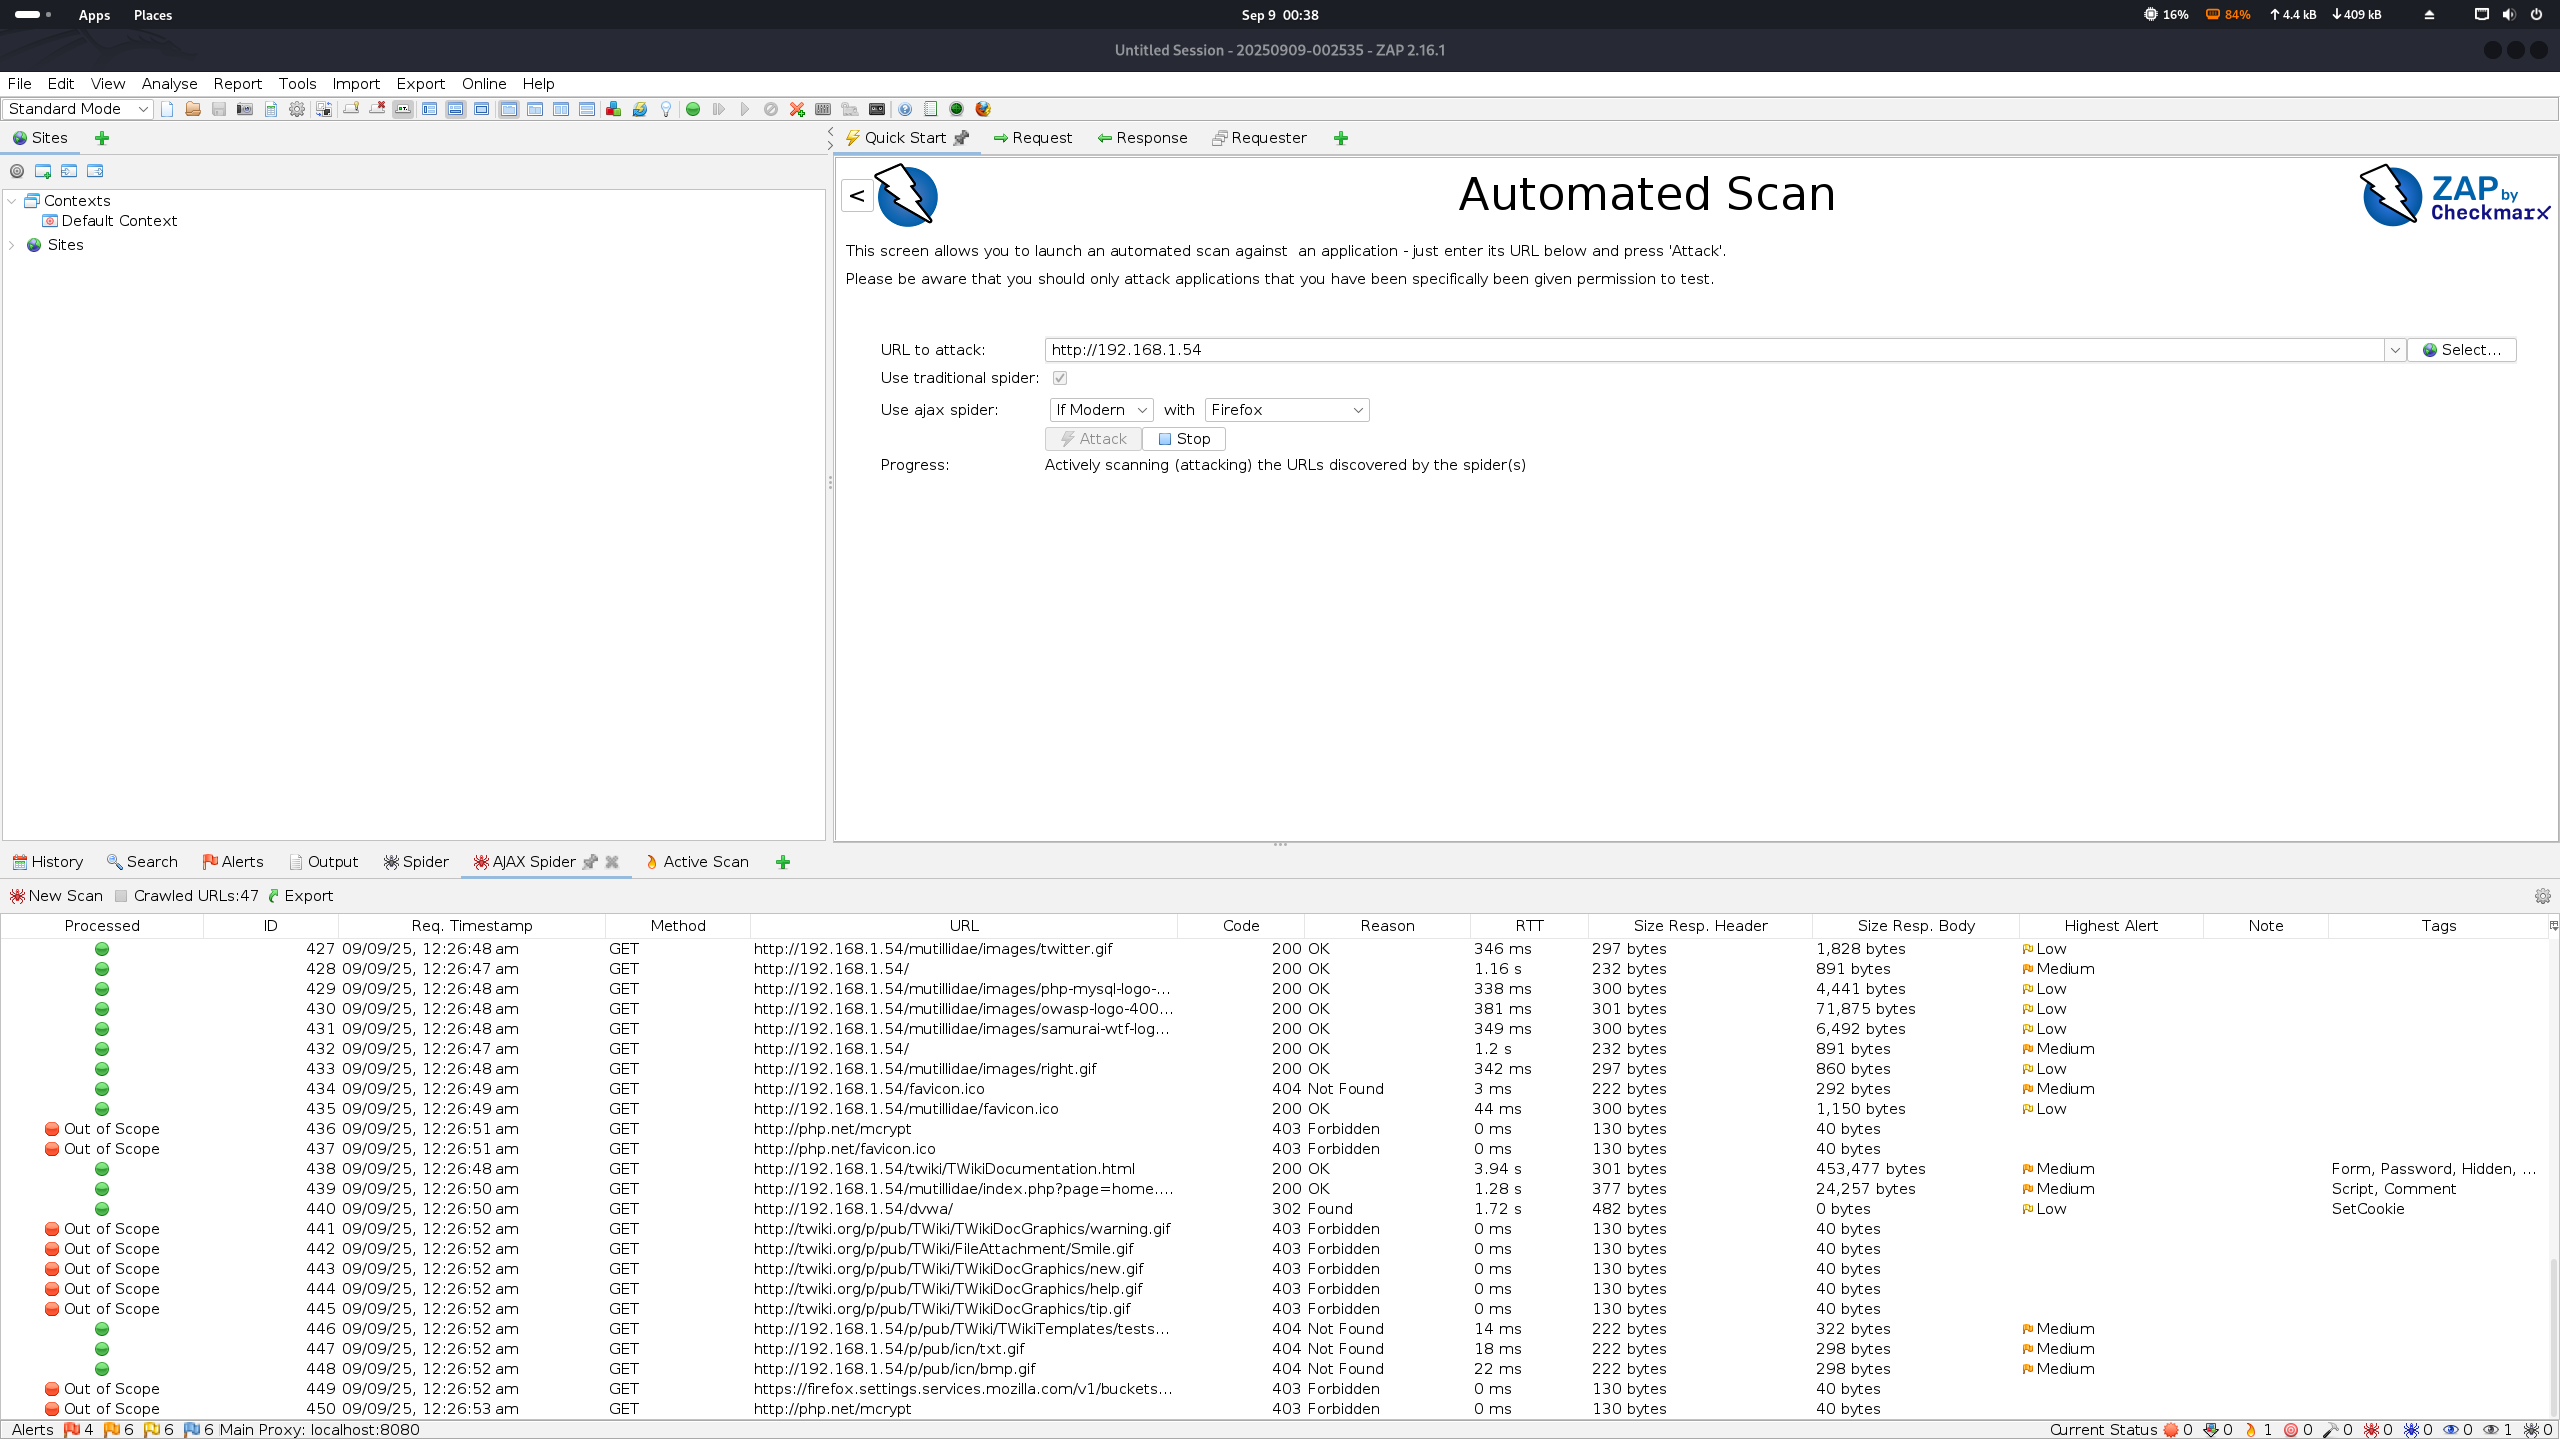 Apps Places Sep 9 00:38 16% 84% 4.4 kB 409 kB
Untitled Session - 20250909-002535 - ZAP 2.16.1
File Edit View Analyse Report Tools Import Export Online Help
Standard Mode
Sites
Quick Start Request Response Requester
Contexts
Default Context
Sites
< Automated Scan
ZAP by Checkmarx
This screen allows you to launch an automated scan against  an application - just enter its URL below and press 'Attack'.
Please be aware that you should only attack applications that you have been specifically been given permission to test.
URL to attack: http://192.168.1.54 Select...
Use traditional spider:
Use ajax spider: If Modern with Firefox
Attack Stop
Progress: Actively scanning (attacking) the URLs discovered by the spider(s)
History Search Alerts Output Spider AJAX Spider Active Scan
New Scan Crawled URLs:47 Export
Processed ID Req. Timestamp Method URL Code Reason RTT Size Resp. Header Size Resp. Body Highest Alert Note Tags
427 09/09/25, 12:26:48 am GET http://192.168.1.54/mutillidae/images/twitter.gif 200 OK 346 ms 297 bytes 1,828 bytes Low
428 09/09/25, 12:26:47 am GET http://192.168.1.54/ 200 OK 1.16 s 232 bytes 891 bytes Medium
429 09/09/25, 12:26:48 am GET http://192.168.1.54/mutillidae/images/php-mysql-logo-... 200 OK 338 ms 300 bytes 4,441 bytes Low
430 09/09/25, 12:26:48 am GET http://192.168.1.54/mutillidae/images/owasp-logo-400... 200 OK 381 ms 301 bytes 71,875 bytes Low
431 09/09/25, 12:26:48 am GET http://192.168.1.54/mutillidae/images/samurai-wtf-log... 200 OK 349 ms 300 bytes 6,492 bytes Low
432 09/09/25, 12:26:47 am GET http://192.168.1.54/ 200 OK 1.2 s 232 bytes 891 bytes Medium
433 09/09/25, 12:26:48 am GET http://192.168.1.54/mutillidae/images/right.gif 200 OK 342 ms 297 bytes 860 bytes Low
434 09/09/25, 12:26:49 am GET http://192.168.1.54/favicon.ico 404 Not Found 3 ms 222 bytes 292 bytes Medium
435 09/09/25, 12:26:49 am GET http://192.168.1.54/mutillidae/favicon.ico 200 OK 44 ms 300 bytes 1,150 bytes Low
Out of Scope 436 09/09/25, 12:26:51 am GET http://php.net/mcrypt 403 Forbidden 0 ms 130 bytes 40 bytes
Out of Scope 437 09/09/25, 12:26:51 am GET http://php.net/favicon.ico 403 Forbidden 0 ms 130 bytes 40 bytes
438 09/09/25, 12:26:48 am GET http://192.168.1.54/twiki/TWikiDocumentation.html 200 OK 3.94 s 301 bytes 453,477 bytes Medium Form, Password, Hidden, ...
439 09/09/25, 12:26:50 am GET http://192.168.1.54/mutillidae/index.php?page=home.... 200 OK 1.28 s 377 bytes 24,257 bytes Medium Script, Comment
440 09/09/25, 12:26:50 am GET http://192.168.1.54/dvwa/ 302 Found 1.72 s 482 bytes 0 bytes Low SetCookie
Out of Scope 441 09/09/25, 12:26:52 am GET http://twiki.org/p/pub/TWiki/TWikiDocGraphics/warning.gif 403 Forbidden 0 ms 130 bytes 40 bytes
Out of Scope 442 09/09/25, 12:26:52 am GET http://twiki.org/p/pub/TWiki/FileAttachment/Smile.gif 403 Forbidden 0 ms 130 bytes 40 bytes
Out of Scope 443 09/09/25, 12:26:52 am GET http://twiki.org/p/pub/TWiki/TWikiDocGraphics/new.gif 403 Forbidden 0 ms 130 bytes 40 bytes
Out of Scope 444 09/09/25, 12:26:52 am GET http://twiki.org/p/pub/TWiki/TWikiDocGraphics/help.gif 403 Forbidden 0 ms 130 bytes 40 bytes
Out of Scope 445 09/09/25, 12:26:52 am GET http://twiki.org/p/pub/TWiki/TWikiDocGraphics/tip.gif 403 Forbidden 0 ms 130 bytes 40 bytes
446 09/09/25, 12:26:52 am GET http://192.168.1.54/p/pub/TWiki/TWikiTemplates/tests... 404 Not Found 14 ms 222 bytes 322 bytes Medium
447 09/09/25, 12:26:52 am GET http://192.168.1.54/p/pub/icn/txt.gif 404 Not Found 18 ms 222 bytes 298 bytes Medium
448 09/09/25, 12:26:52 am GET http://192.168.1.54/p/pub/icn/bmp.gif 404 Not Found 22 ms 222 bytes 298 bytes Medium
Out of Scope 449 09/09/25, 12:26:52 am GET https://firefox.settings.services.mozilla.com/v1/buckets... 403 Forbidden 0 ms 130 bytes 40 bytes
Out of Scope 450 09/09/25, 12:26:53 am GET http://php.net/mcrypt 403 Forbidden 0 ms 130 bytes 40 bytes
Alerts 4 6 6 6 Main Proxy: localhost:8080 Current Status 0 0 1 0 0 0 0 0 1 0